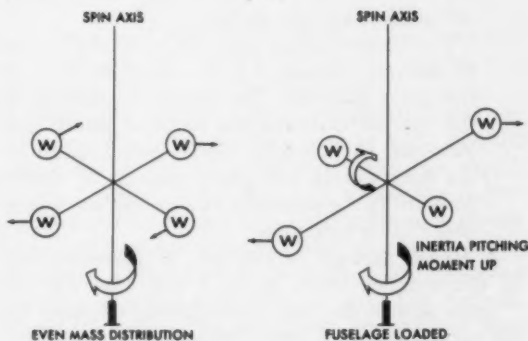 SPIN AXIS
SPIN AXIS
W
W
W
W
W
W
W
W
INERTIA PITCHING
MOMENT UP
EVEN MASS DISTRIBUTION
FUSELAGE LOADED